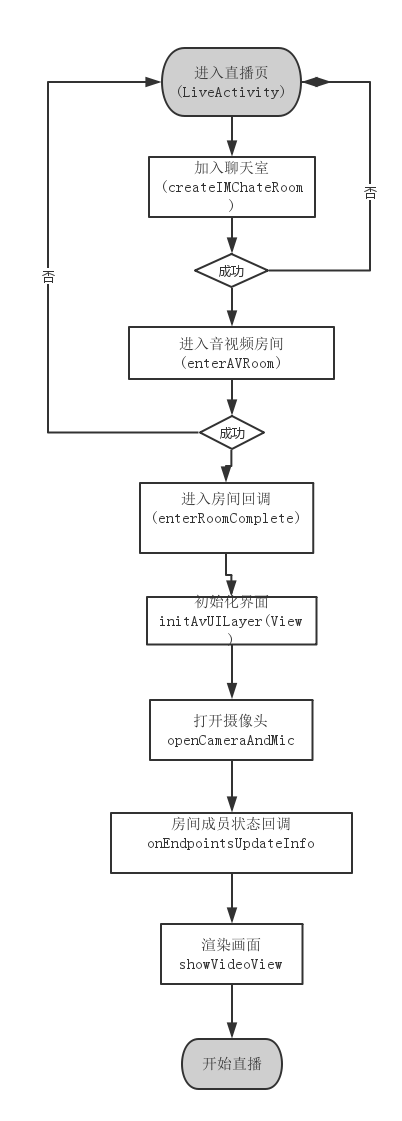 进入直播页
(LiveActivity)
加入聊天室
(createIMChateRoom
)
否
成功
否
进入音视频房间
(enterAVRoom)
成功
进入房间回调
(enterRoomComplete)
初始化界面
initAvUILayer(View
)
打开摄像头
openCameraAndMic
房间成员状态回调
onEndpointsUpdateInfo
渲染画面
showVideoView
开始直播